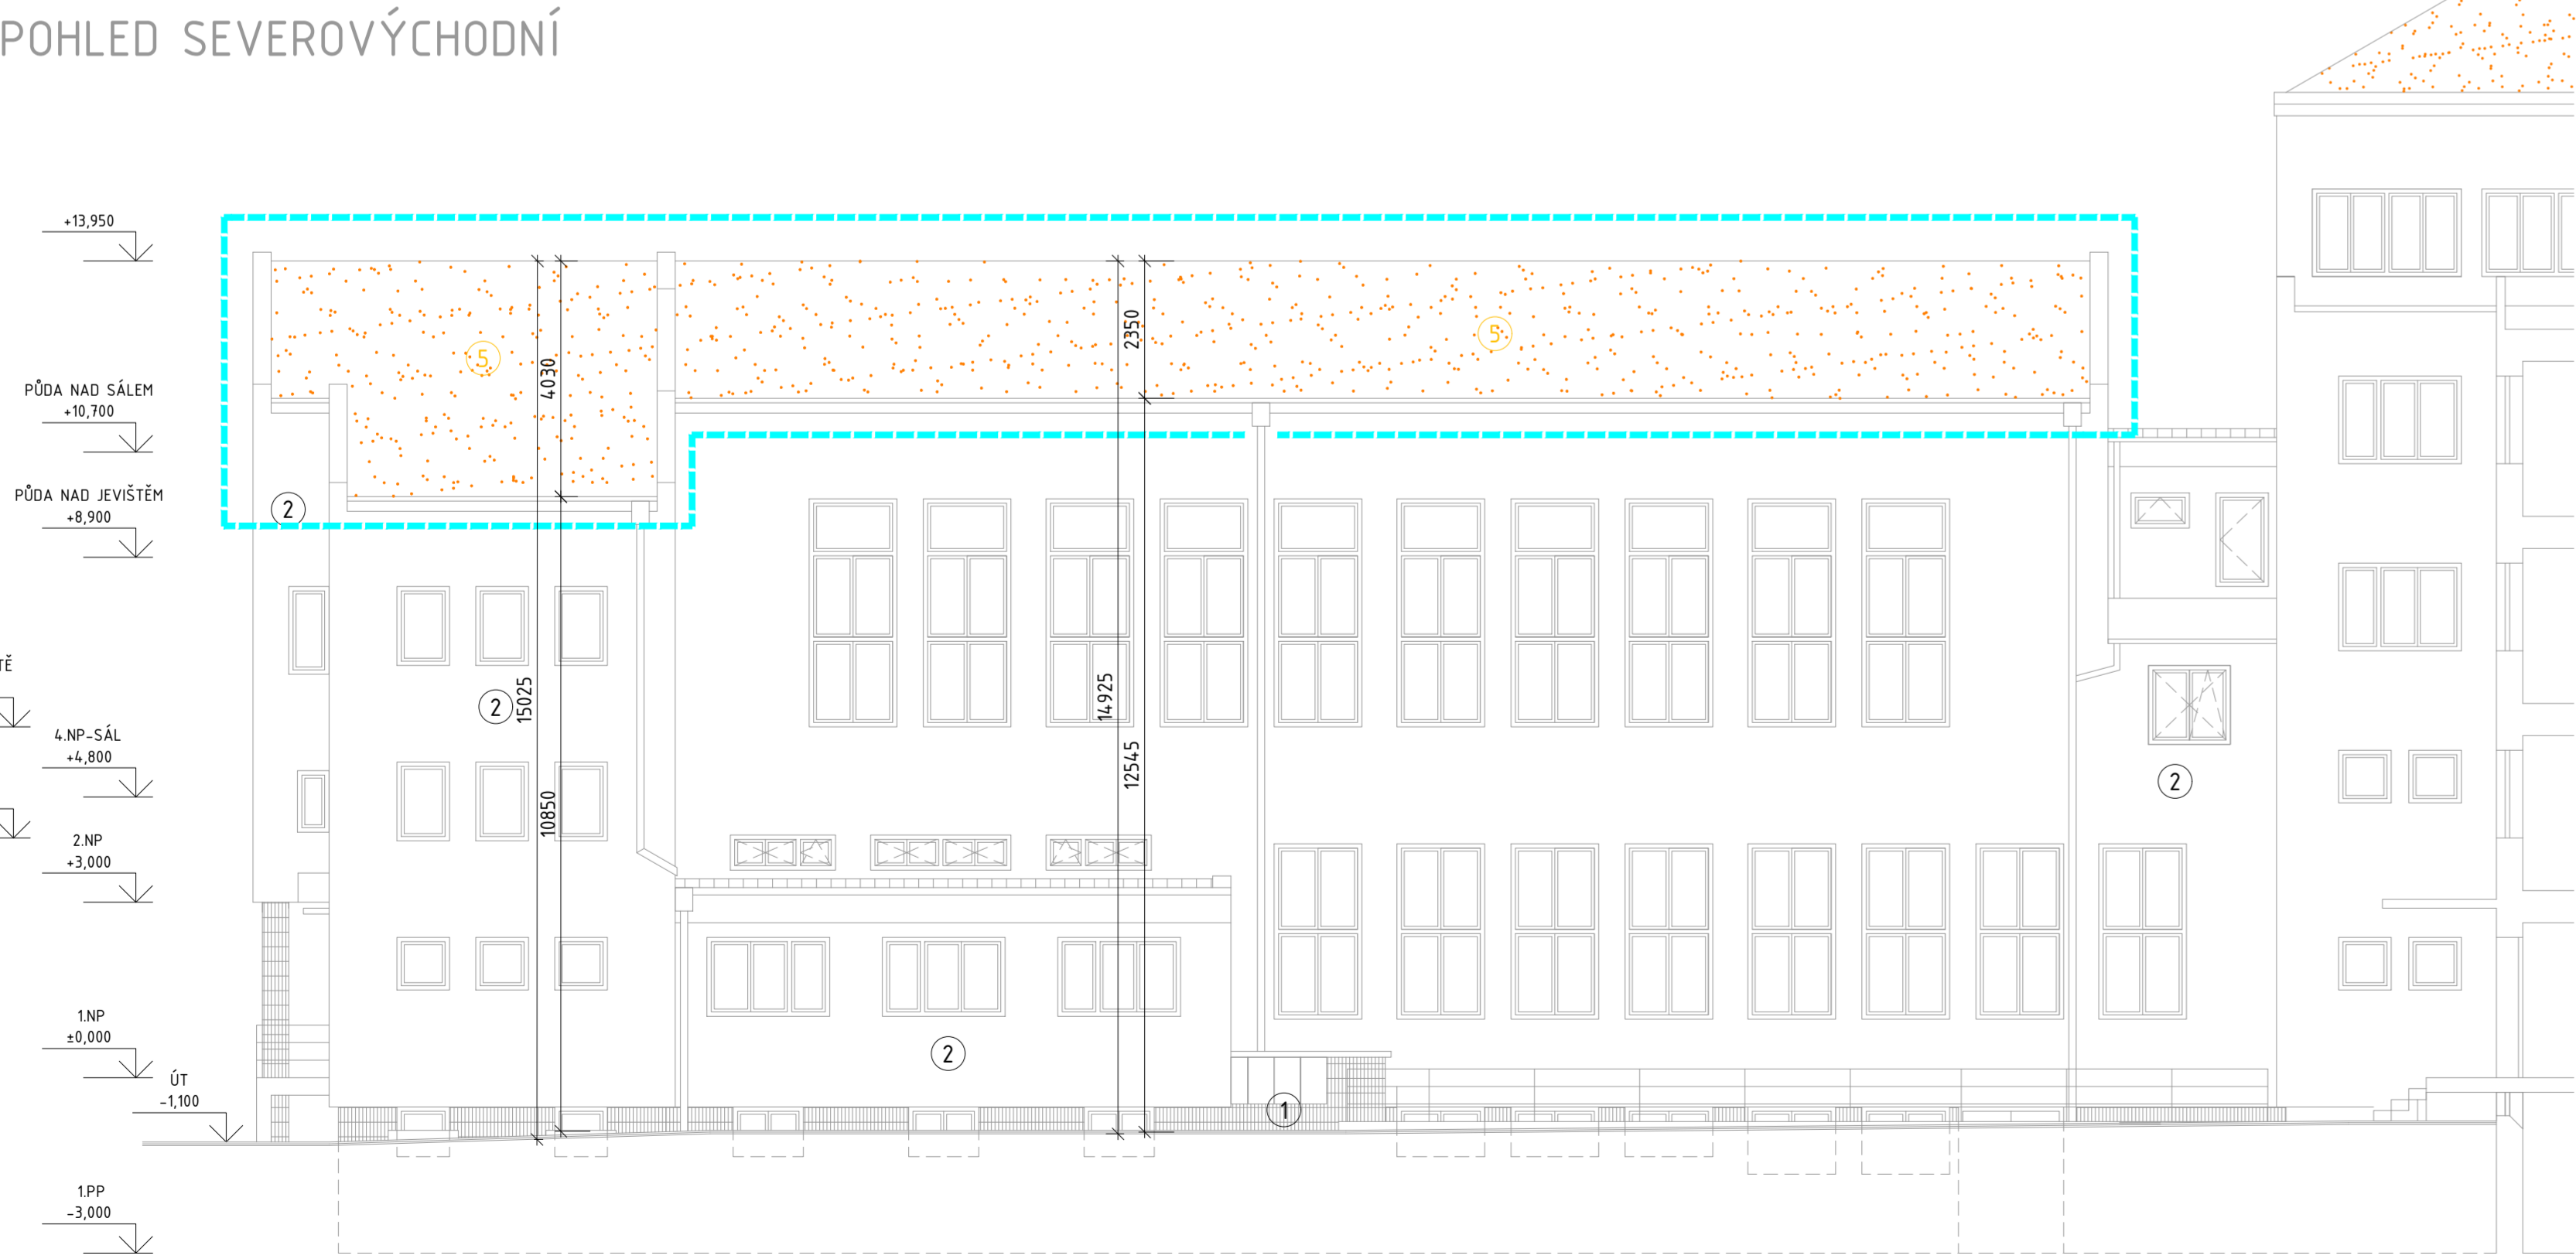 POHLED SEVEROVÝCHODNÍ
+13,950
PŮDA NAD SÁLEM
+10,700
PŮDA NAD JEVIŠTĚM
+8,900
TĚ
4.NP-SÁL
+4,800
2.NP
+3,000
1.NP
±0,000
ÚT
-1,100
1.PP
-3,000
5
5
2
2
2
2
1
4030
15025
10850
2350
14925
12545